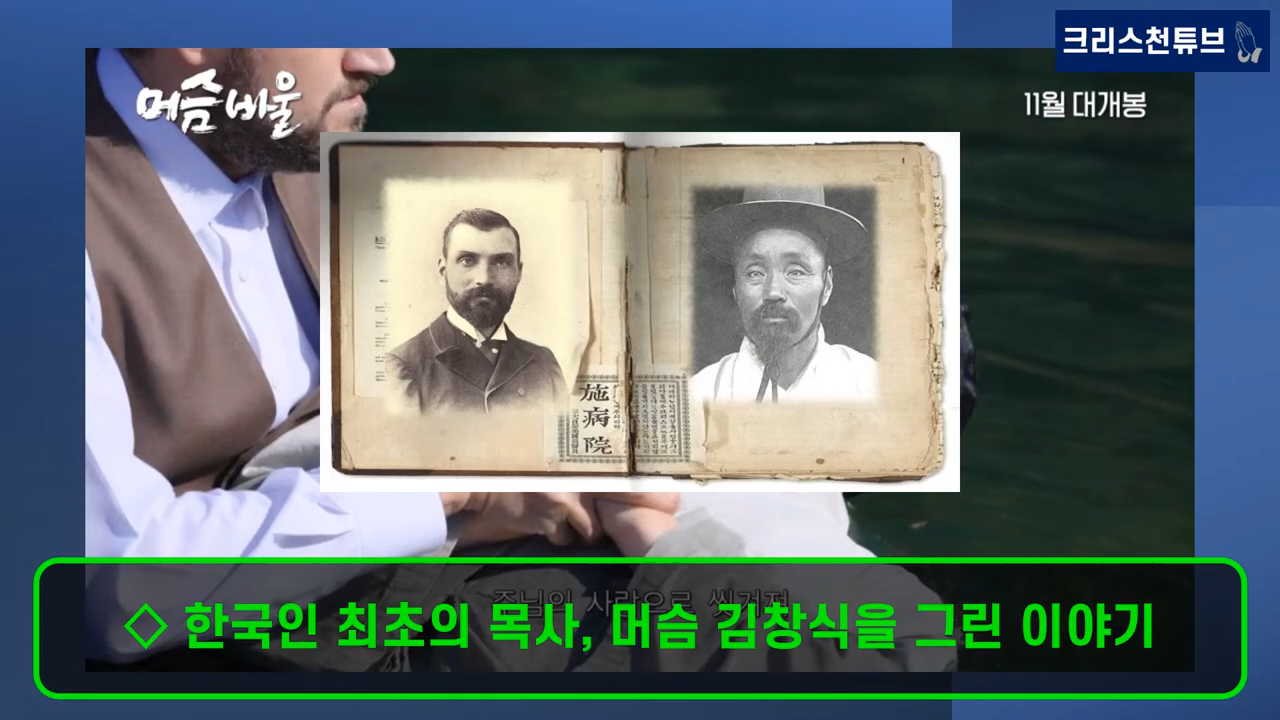 크리스천튜브
머슴바울
11월 대개봉
施
病
院
주님의 사랑으로 씻겨져
◇ 한국인 최초의 목사, 머슴 김창식을 그린 이야기